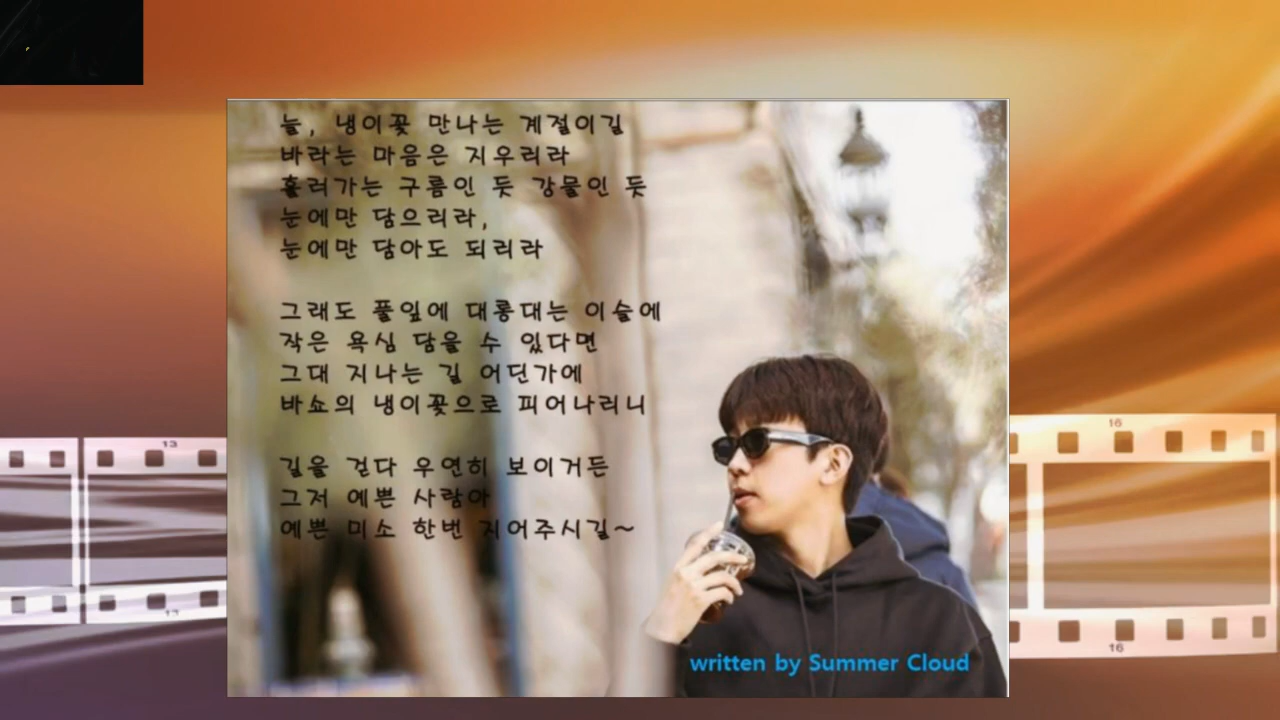 늘, 냉이꽃 만나는 계절이길
바라는 마음은 지우리라
흘러가는 구름인 듯 강물인 듯
눈에만 담으리라,
눈에만 담아도 되리라
그래도 풀잎에 대롱대는 이슬에
작은 욕심 담을 수 있다면
그대 지나는 길 어딘가에
바쇼의 냉이꽃으로 피어나리니
길을 걷다 우연히 보이거든
그저 예쁜 사람아
예쁜 미소 한번 지어주시길~
written by Summer Cloud
13
13
16
16